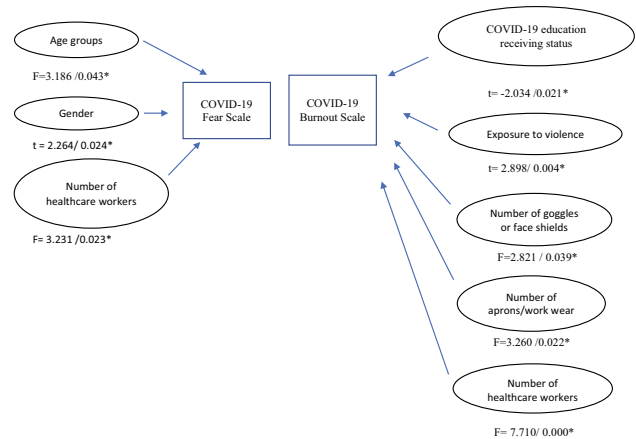 Age groups
F=3.186 /0.043*
Gender
t = 2.264/ 0.024*
Number of
healthcare workers
F= 3.231 /0.023*
COVID-19
Fear Scale
COVID-19
Burnout Scale
COVID-19 education
receiving status
t= -2.034 /0.021*
Exposure to violence
t= 2.898/ 0.004*
Number of goggles
or face shields
F=2.821 / 0.039*
Number of
aprons/work wear
F=3.260 /0.022*
Number of
healthcare workers
F= 7.710/ 0.000*